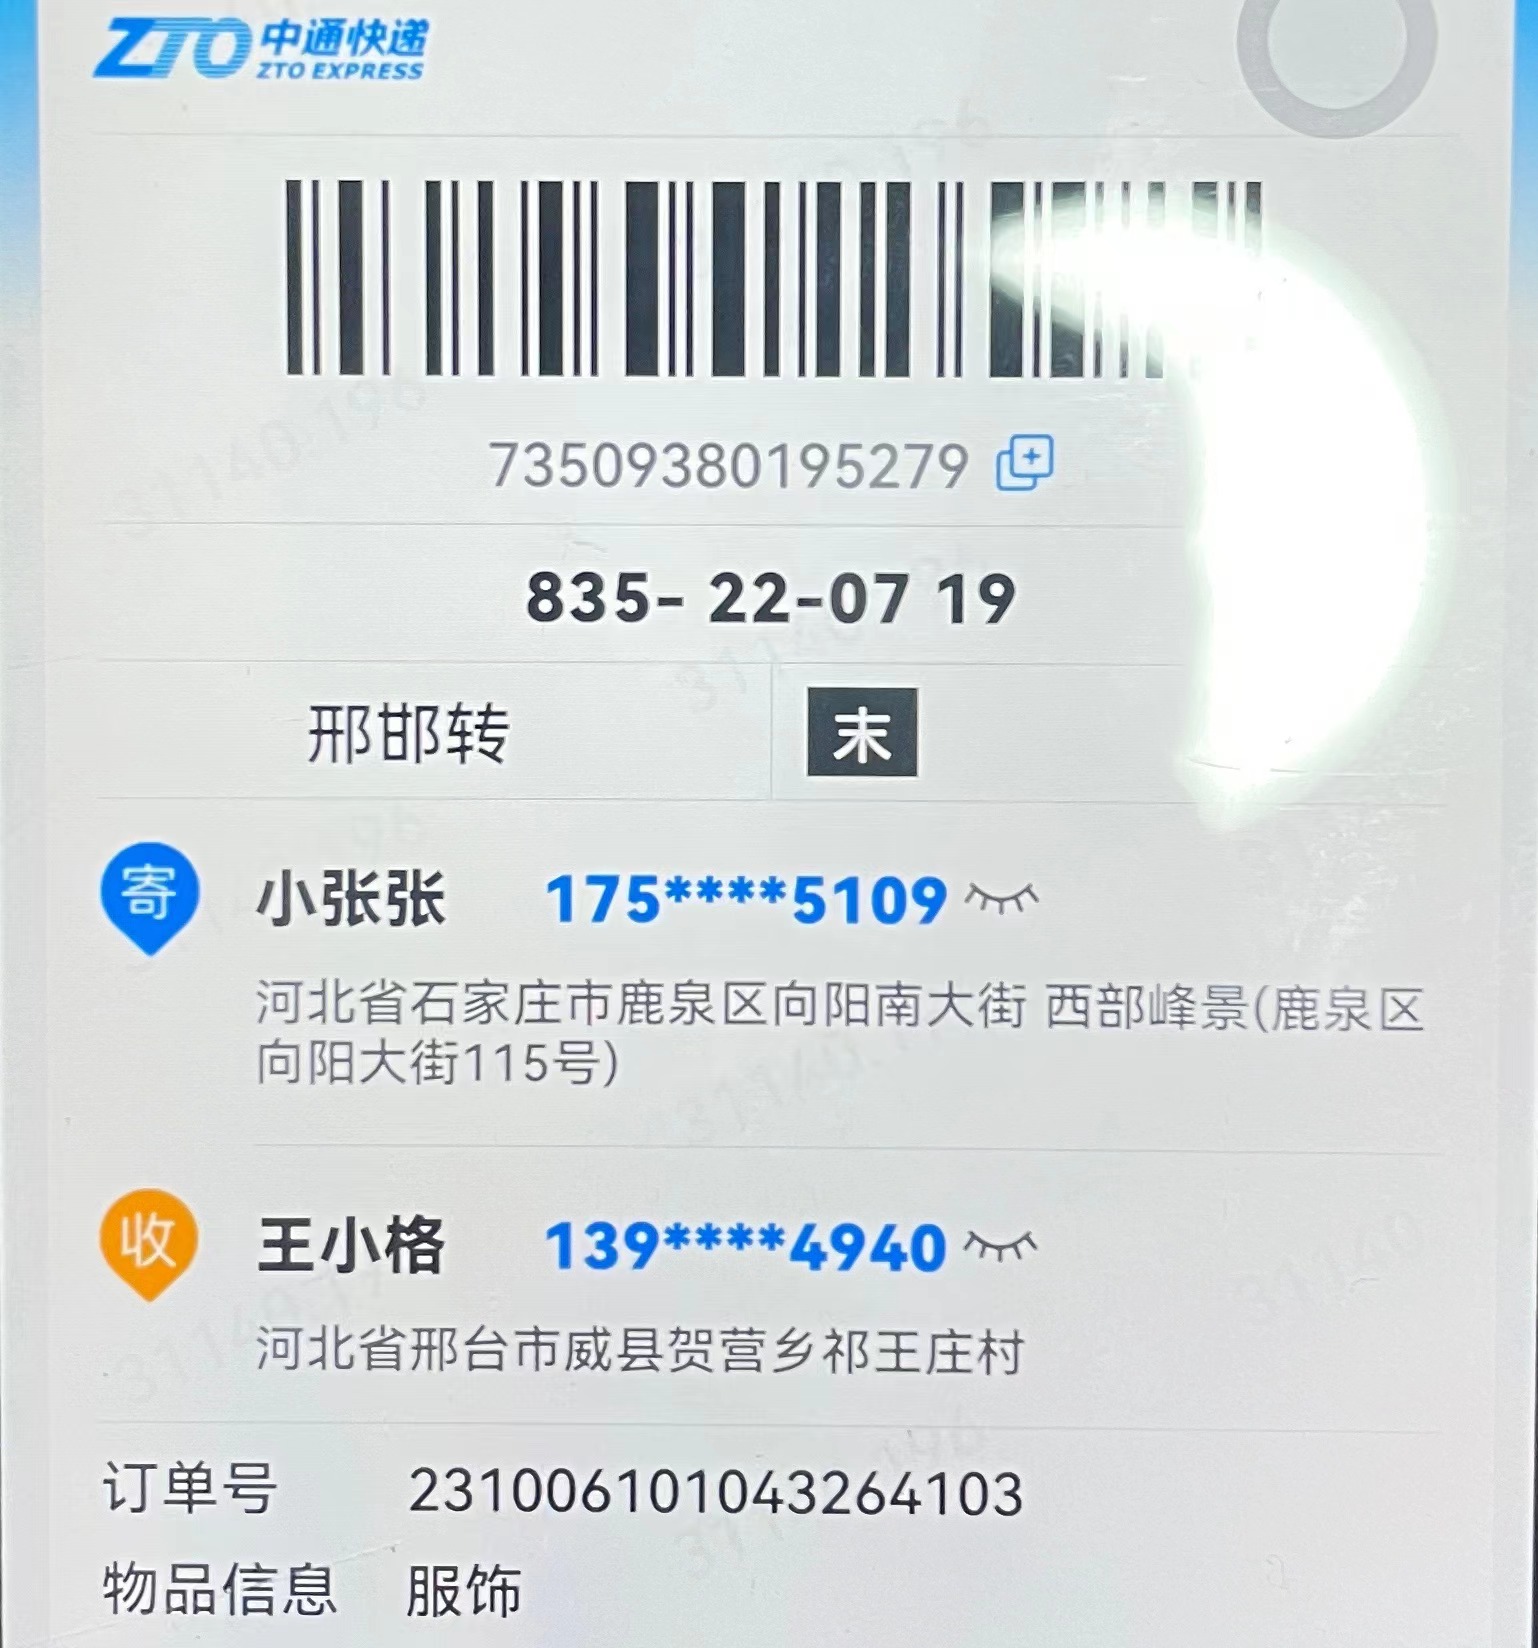 ZTO 中通快递
ZTO EXPRESS
73509380195279
835- 22-07 19
邢邯转 末
寄 小张张 175****5109
河北省石家庄市鹿泉区向阳南大街 西部峰景(鹿泉区
向阳大街115号)
收 王小格 139****4940
河北省邢台市威县贺营乡祁王庄村
订单号 231006101043264103
物品信息 服饰